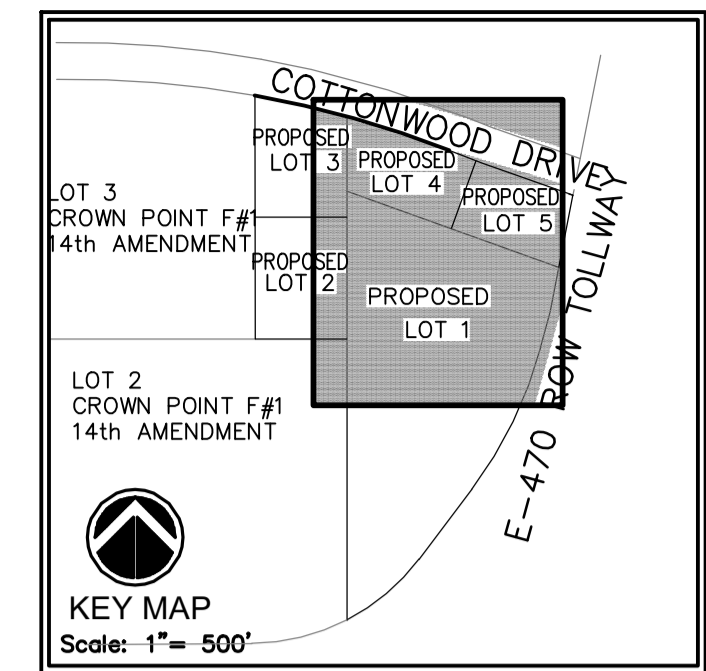 COTTONWOOD DRIVE
PROPOSED
LOT 3
PROPOSED
LOT 4
PROPOSED
LOT 5
LOT 3
CROWN POINT F#1
14th AMENDMENT
PROPOSED
LOT 2
PROPOSED
LOT 1
E-470 ROW TOLLWAY
LOT 2
CROWN POINT F#1
14th AMENDMENT
KEY MAP
Scale: 1"= 500'